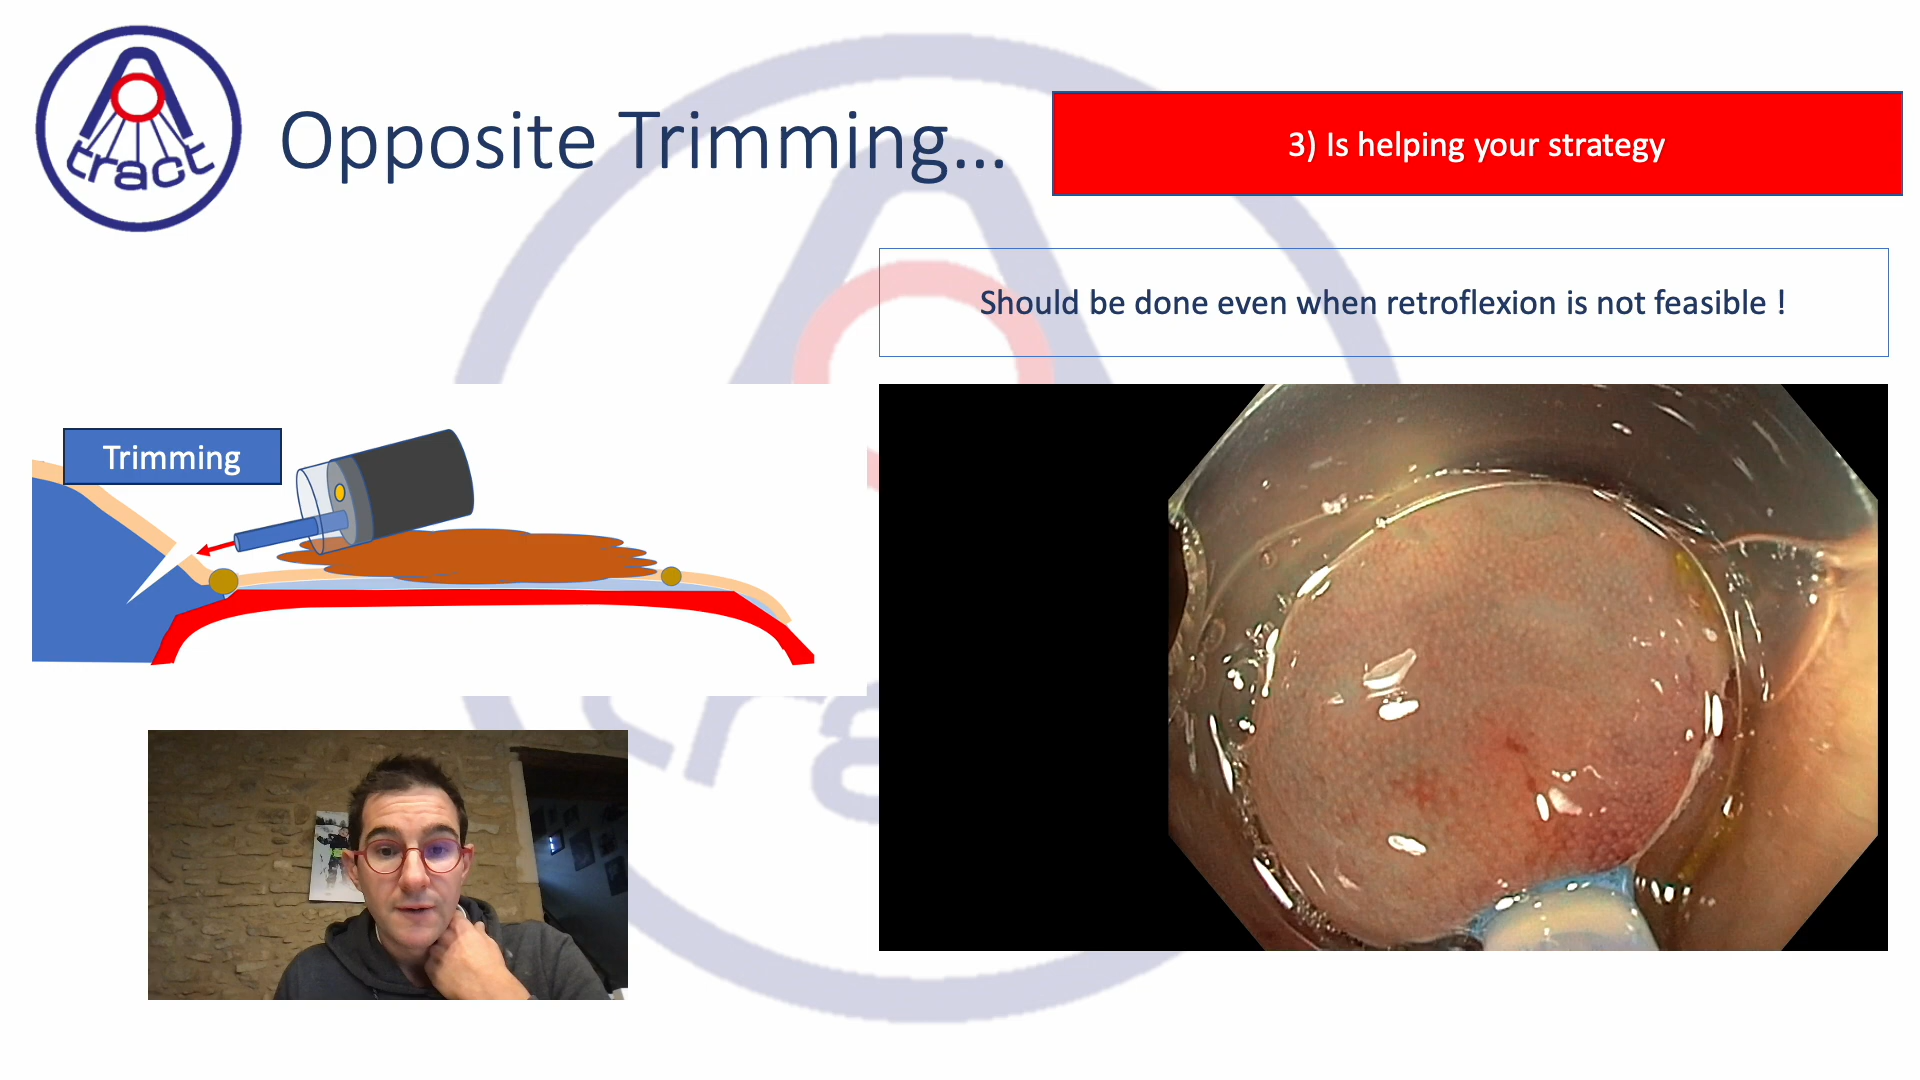 tract
Opposite Trimming...
3) Is helping your strategy
Should be done even when retroflexion is not feasible !
Trimming